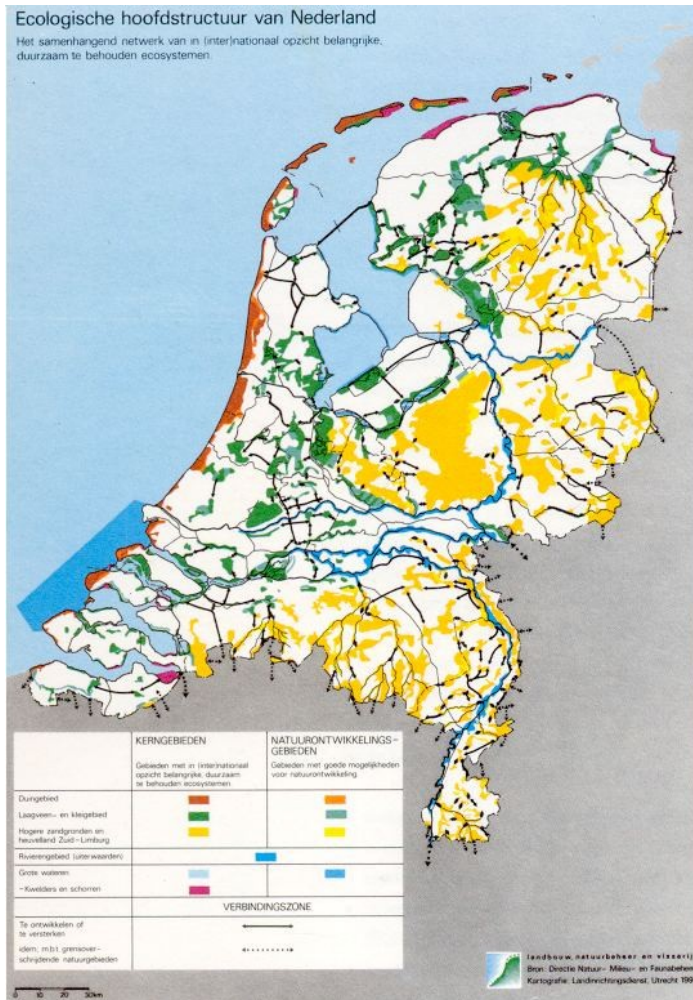 Ecologische hoofdstructuur van Nederland
Het samenhangend netwerk van in (inter)nationaal opzicht belangrijke,
duurzaam te behouden ecosystemen.
KERNGEBIEDEN
Gebieden met in (inter)nationaal
opzicht belangrijke, duurzaam
te behouden ecosystemen
NATUURONTWIKKELINGS-
GEBIEDEN
Gebieden met goede mogelijkheden
voor natuurontwikkeling
Duingebied
Laagveen- en kleigebied
Hogere zandgronden en
heuvelland Zuid-Limburg
Rivierengebied (uiterwaarden)
Grote wateren
-Kwelders en schorren
VERBINDINGSZONE
Te ontwikkelen of
te versterken
idem, m.b.t. grensover-
schrijdende natuurgebieden
0 10 20 30km
landbouw, natuurbeheer en visserij
Bron: Directie Natuur- Milieu- en Faunabeheer
Kartografie: Landinrichtingsdienst, Utrecht